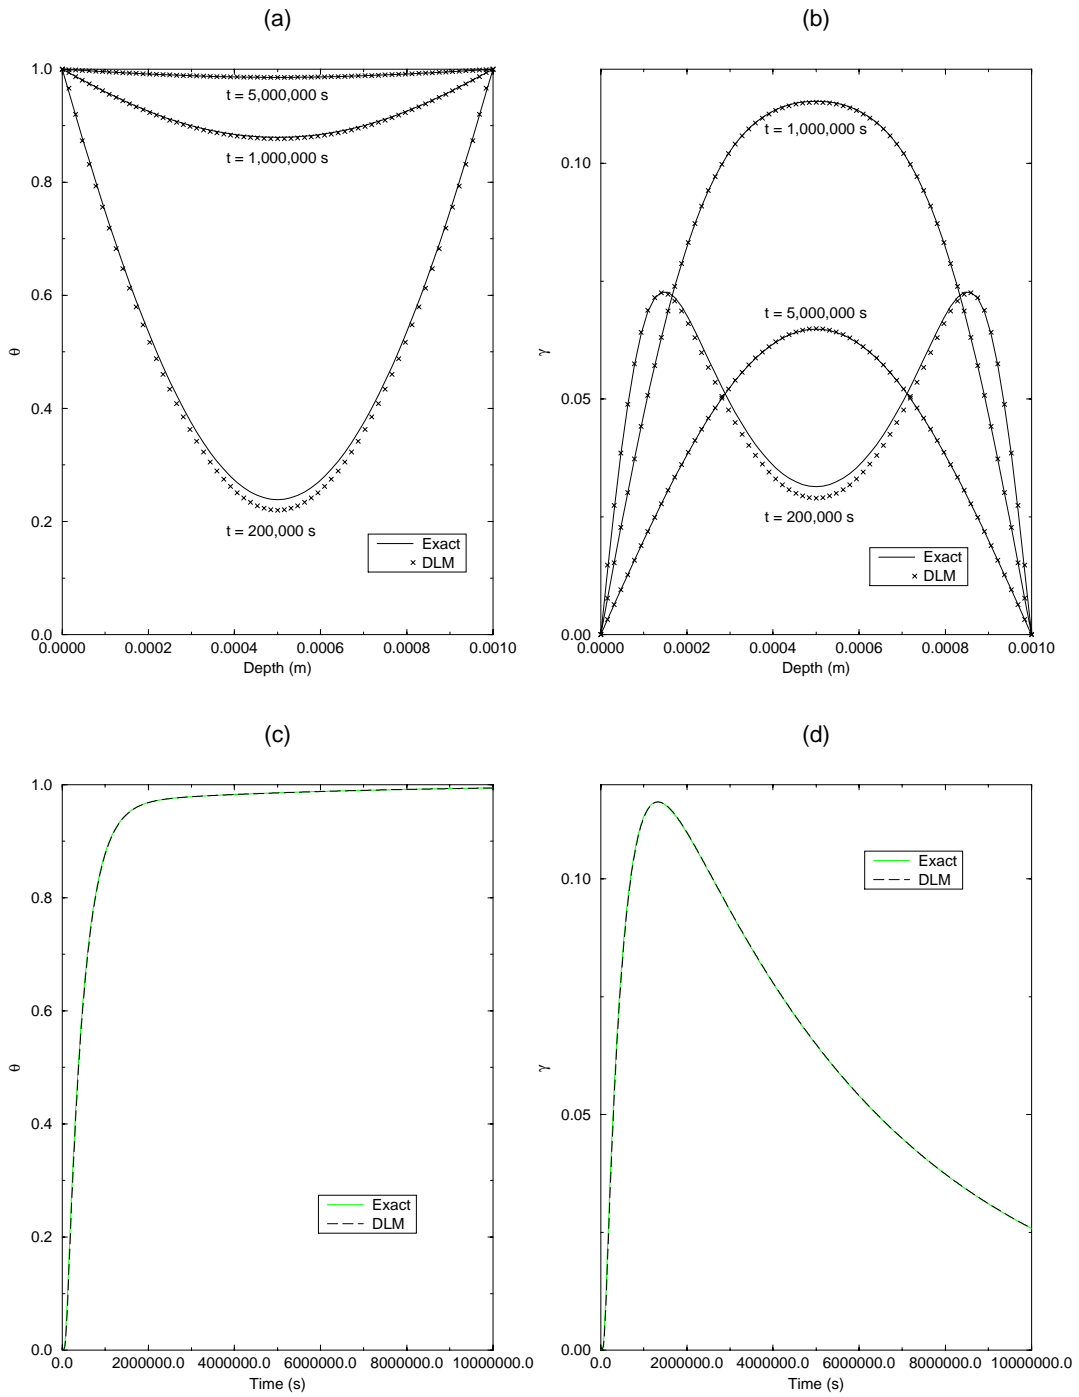 (a)
1.0
0.8
0.6
0.4
0.2
0.0
θ
t = 5,000,000 s
t = 1,000,000 s
t = 200,000 s
Exact
DLM
0.0000 0.0002 0.0004 0.0006 0.0008 0.0010
Depth (m)
(b)
0.10
0.05
0.00
γ
t = 1,000,000 s
t = 5,000,000 s
t = 200,000 s
Exact
DLM
0.0000 0.0002 0.0004 0.0006 0.0008 0.0010
Depth (m)
(c)
1.0
0.8
0.6
0.4
0.2
0.0
θ
Exact
DLM
0.0 2000000.0 4000000.0 6000000.0 8000000.0 10000000.0
Time (s)
(d)
0.10
0.05
0.00
γ
Exact
DLM
0.0 2000000.0 4000000.0 6000000.0 8000000.0 10000000.0
Time (s)